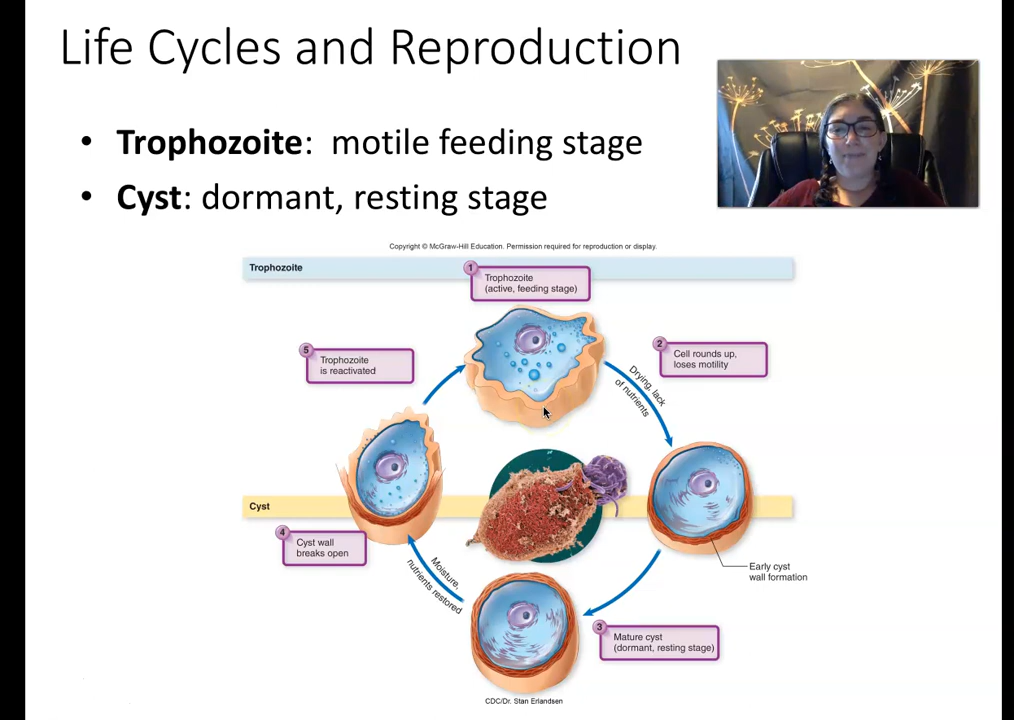 Life Cycles and Reproduction
• Trophozoite: motile feeding stage
• Cyst: dormant, resting stage
Copyright © McGraw-Hill Education. Permission required for reproduction or display.
Trophozoite
1
Trophozoite
(active, feeding stage)
2
Cell rounds up,
loses motility
Drying, lack
of nutrients
5
Trophozoite
is reactivated
Cyst
4
Cyst wall
breaks open
Moisture,
nutrients restored
Early cyst
wall formation
3
Mature cyst
(dormant, resting stage)
CDC/Dr. Stan Erlandsen